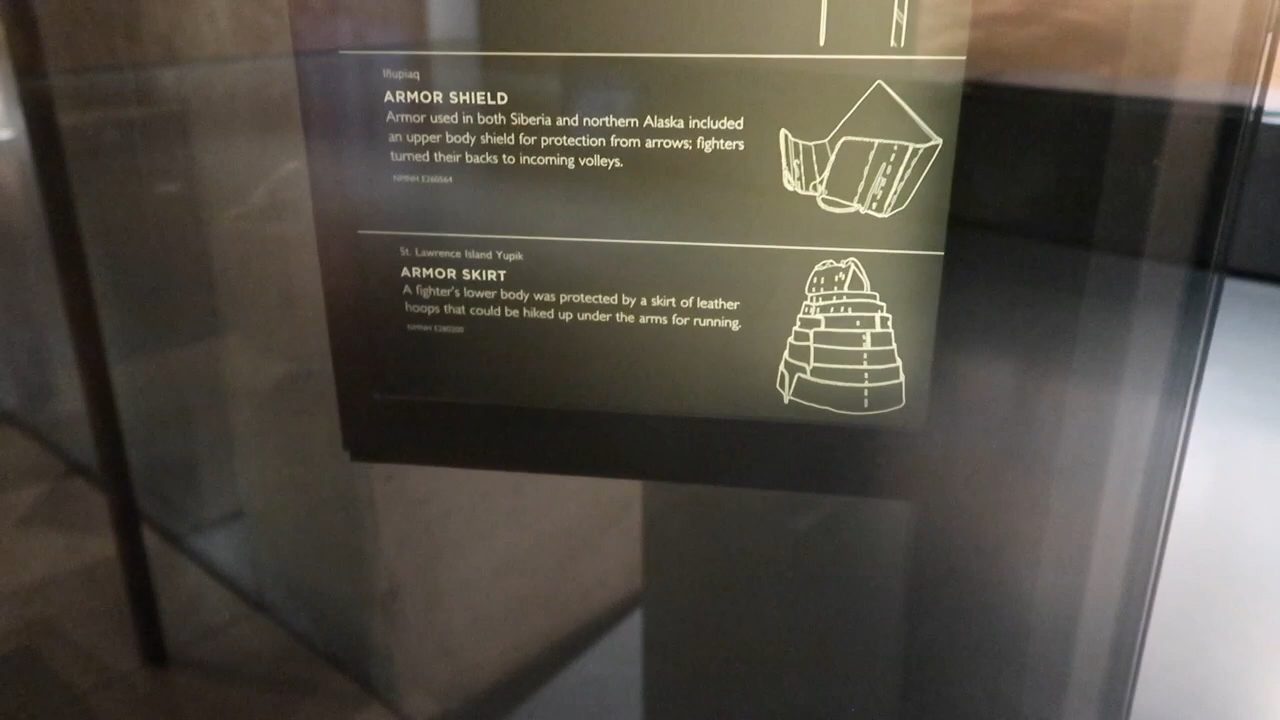 Iñupiaq
ARMOR SHIELD
Armor used in both Siberia and northern Alaska included
an upper body shield for protection from arrows; fighters
turned their backs to incoming volleys.
St. Lawrence Island Yupik
ARMOR SKIRT
A fighter's lower body was protected by a skirt of leather
hoops that could be hiked up under the arms for running.